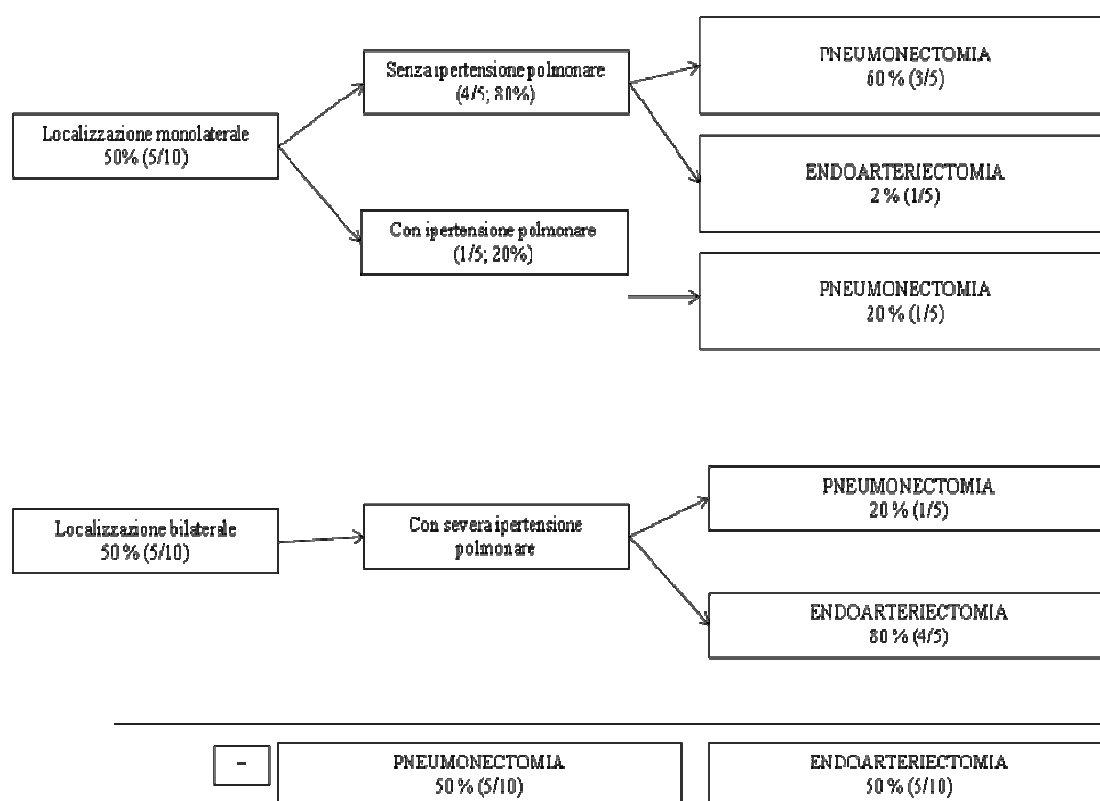 Localizzazione monolaterale
50% (5/10)
Senza ipertensione polmonare
(4/5; 80%)
Con ipertensione polmonare
(1/5; 20%)
PNEUMONECTOMIA
60 % (3/5)
ENDOARTERIECTOMIA
2 % (1/5)
PNEUMONECTOMIA
20 % (1/5)
Localizzazione bilaterale
50 % (5/10)
Con severa ipertensione
polmonare
PNEUMONECTOMIA
20 % (1/5)
ENDOARTERIECTOMIA
80 % (4/5)
=
PNEUMONECTOMIA
50 % (5/10)
ENDOARTERIECTOMIA
50 % (5/10)